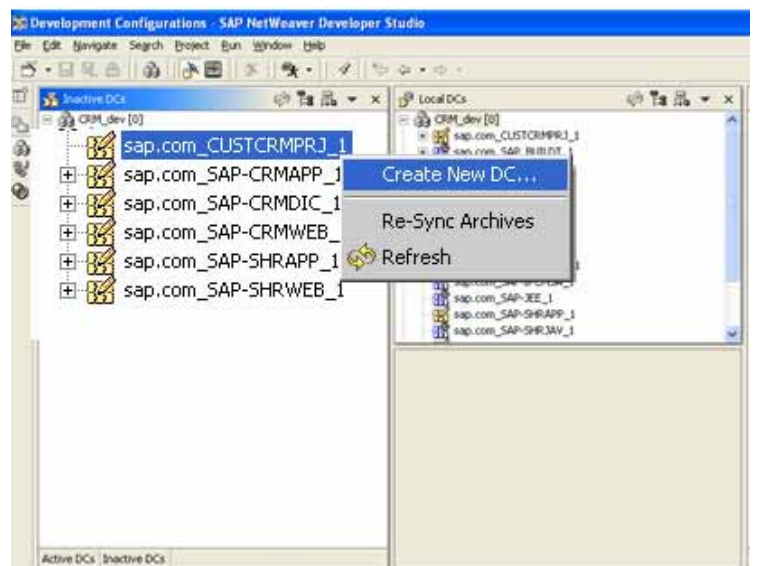 Development Configurations - SAP NetWeaver Developer Studio
File Edit Navigate Search Project Run Window Help
Inactive DCs
CRM_dev [0]
sap.com_CUSTCRMPRJ_1
sap.com_SAP-CRMAPP_1
sap.com_SAP-CRMDIC_1
sap.com_SAP-CRMWEB_
sap.com_SAP-SHRAPP_1
sap.com_SAP-SHRWEB_1
Create New DC...
Re-Sync Archives
Refresh
Local DCs
CRM_dev [0]
sap.com_CUSTCRMPRJ_1
sap.com_SAP_BUILDT_1
sap.com_SAP-JEE_1
sap.com_SAP-SHRAPP_1
sap.com_SAP-SHRJAV_1
Active DCs Inactive DCs